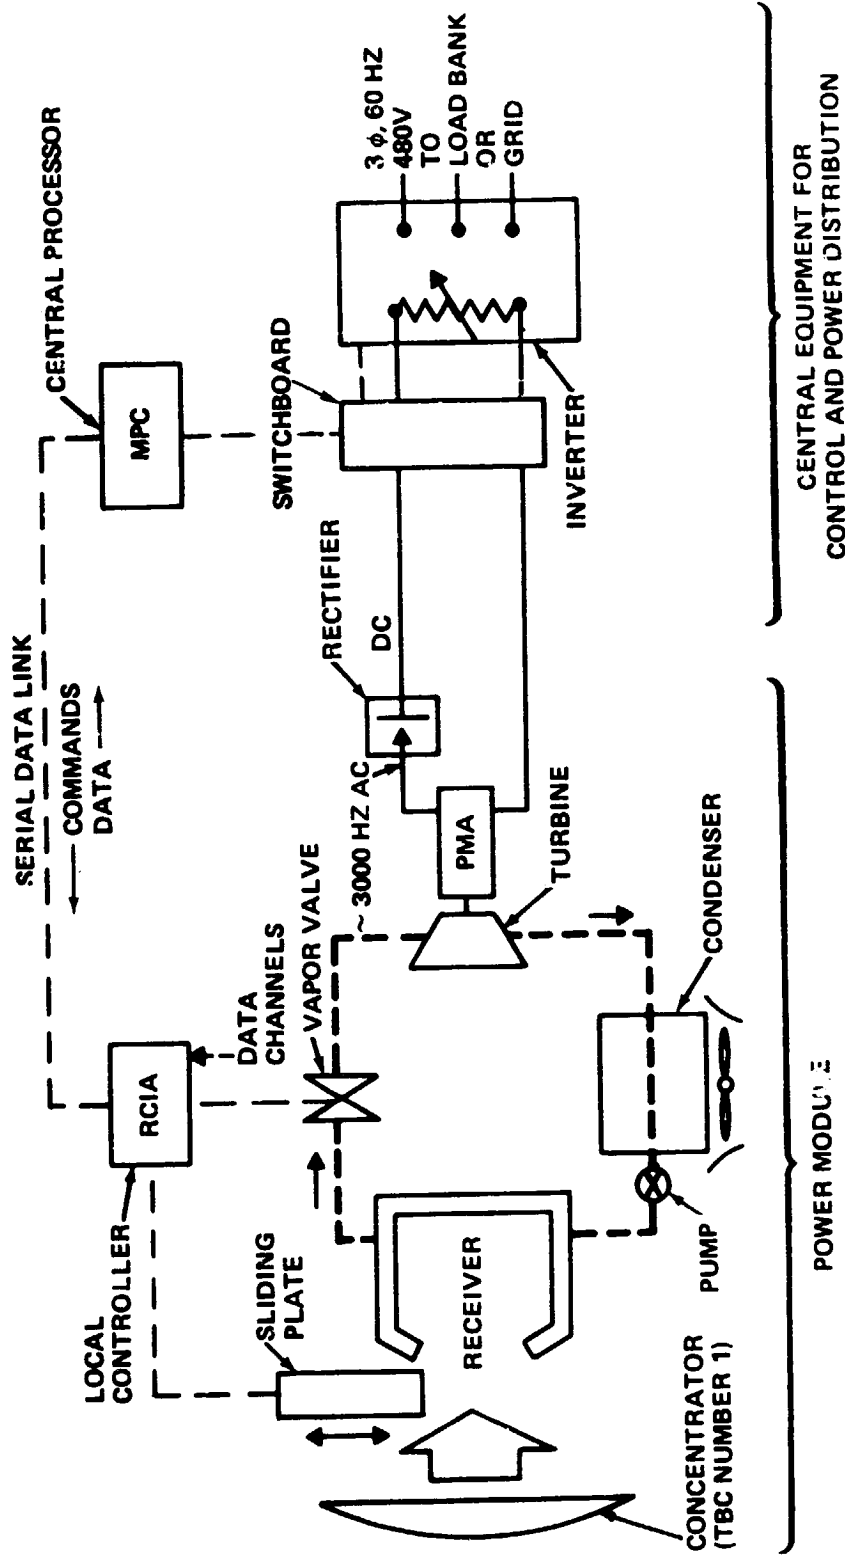 SERIAL DATA LINK
COMMANDS
DATA
CENTRAL PROCESSOR
MPC
LOCAL
CONTROLLER
RCIA
DATA
CHANNELS
SLIDING
PLATE
VAPOR VALVE
~ 3000 HZ AC
RECTIFIER
DC
SWITCHBOARD
3 ϕ, 60 HZ
480V
TO
LOAD BANK
OR
GRID
RECEIVER
PMA
TURBINE
INVERTER
CONCENTRATOR
(TBC NUMBER 1)
PUMP
CONDENSER
POWER MODULE
CENTRAL EQUIPMENT FOR
CONTROL AND POWER DISTRIBUTION